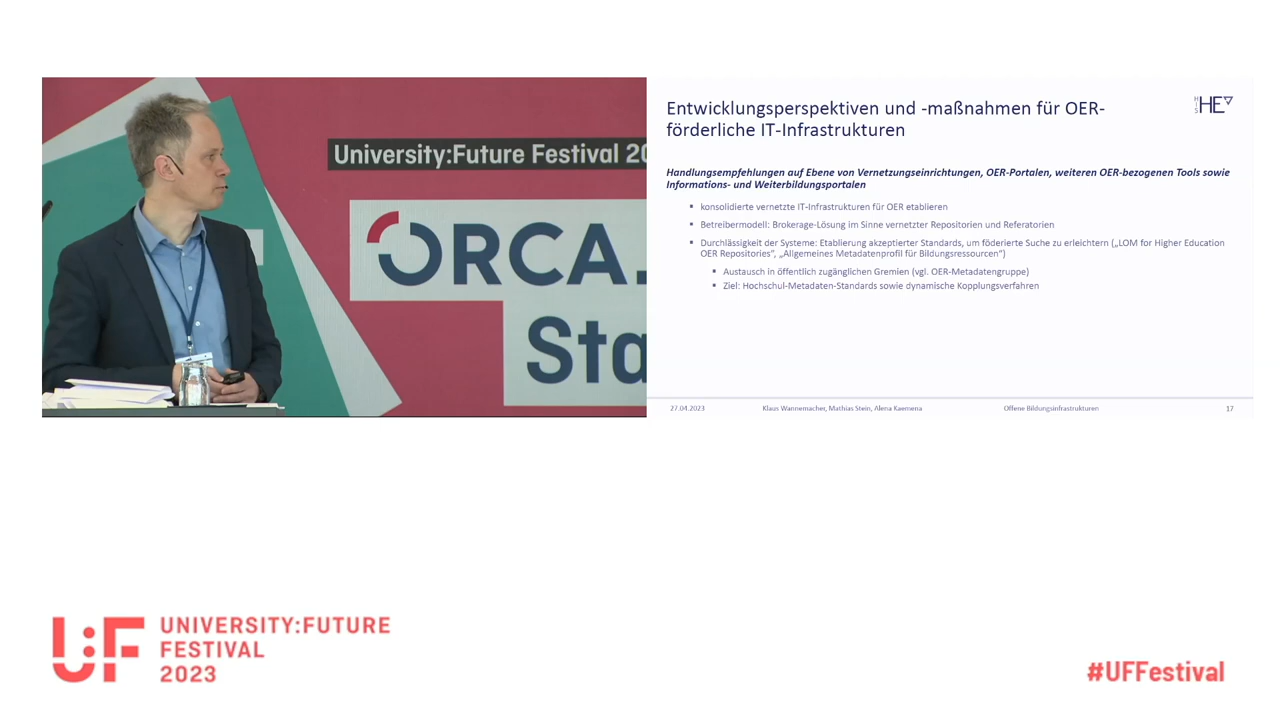 University:Future Festival 20
ORCA.
Sta
Entwicklungsperspektiven und -maßnahmen für OER-
förderliche IT-Infrastrukturen
HIS HE
Handlungsempfehlungen auf Ebene von Vernetzungseinrichtungen, OER-Portalen, weiteren OER-bezogenen Tools sowie
Informations- und Weiterbildungsportalen
▪ konsolidierte vernetzte IT-Infrastrukturen für OER etablieren
▪ Betreibermodell: Brokerage-Lösung im Sinne vernetzter Repositorien und Referatorien
▪ Durchlässigkeit der Systeme: Etablierung akzeptierter Standards, um föderierte Suche zu erleichtern („LOM for Higher Education
OER Repositories“, „Allgemeines Metadatenprofil für Bildungsressourcen“)
▪ Austausch in öffentlich zugänglichen Gremien (vgl. OER-Metadatengruppe)
▪ Ziel: Hochschul-Metadaten-Standards sowie dynamische Kopplungsverfahren
27.04.2023 Klaus Wannemacher, Mathias Stein, Alena Kaemena Offene Bildungsinfrastrukturen 17
U:F
UNIVERSITY:FUTURE
FESTIVAL
2023
#UFFestival